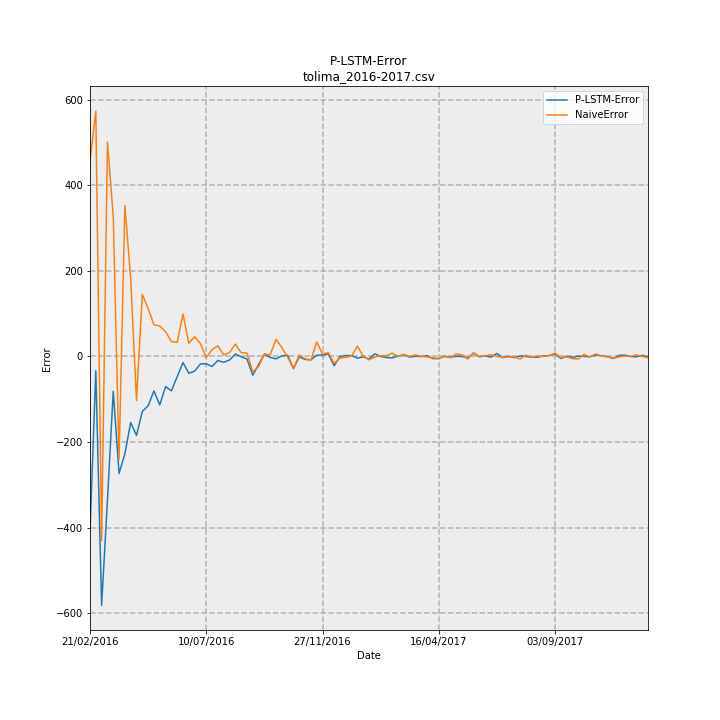 P-LSTM-Error
tolima_2016-2017.csv
P-LSTM-Error
NaiveError
600
400
200
0
−200
−400
−600
Error
21/02/2016 10/07/2016 27/11/2016 16/04/2017 03/09/2017
Date